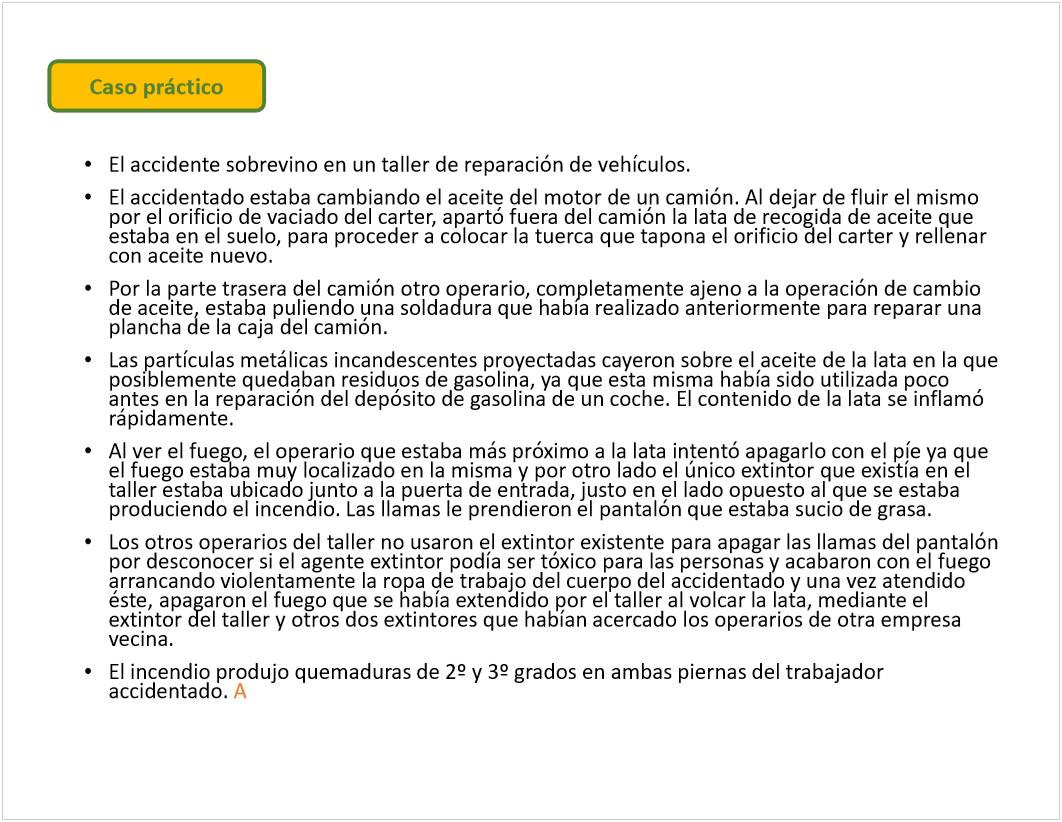 Caso práctico
• El accidente sobrevino en un taller de reparación de vehículos.
• El accidentado estaba cambiando el aceite del motor de un camión. Al dejar de fluir el mismo
por el orificio de vaciado del carter, apartó fuera del camión la lata de recogida de aceite que
estaba en el suelo, para proceder a colocar la tuerca que tapona el orificio del carter y rellenar
con aceite nuevo.
• Por la parte trasera del camión otro operario, completamente ajeno a la operación de cambio
de aceite, estaba puliendo una soldadura que había realizado anteriormente para reparar una
plancha de la caja del camión.
• Las partículas metálicas incandescentes proyectadas cayeron sobre el aceite de la lata en la que
posiblemente quedaban residuos de gasolina, ya que esta misma había sido utilizada poco
antes en la reparación del depósito de gasolina de un coche. El contenido de la lata se inflamó
rápidamente.
• Al ver el fuego, el operario que estaba más próximo a la lata intentó apagarlo con el píe ya que
el fuego estaba muy localizado en la misma y por otro lado el único extintor que existía en el
taller estaba ubicado junto a la puerta de entrada, justo en el lado opuesto al que se estaba
produciendo el incendio. Las llamas le prendieron el pantalón que estaba sucio de grasa.
• Los otros operarios del taller no usaron el extintor existente para apagar las llamas del pantalón
por desconocer si el agente extintor podía ser tóxico para las personas y acabaron con el fuego
arrancando violentamente la ropa de trabajo del cuerpo del accidentado y una vez atendido
éste, apagaron el fuego que se había extendido por el taller al volcar la lata, mediante el
extintor del taller y otros dos extintores que habían acercado los operarios de otra empresa
vecina.
• El incendio produjo quemaduras de 2º y 3º grados en ambas piernas del trabajador
accidentado. A